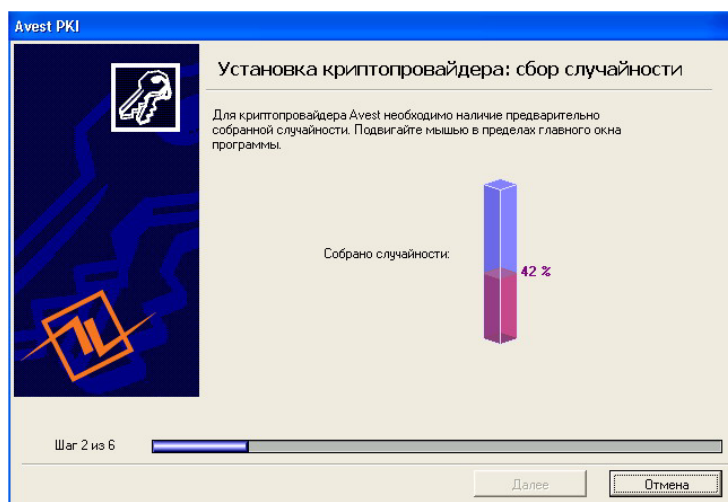 Avest PKI
Установка криптопровайдера: сбор случайности
Для криптопровайдера Avest необходимо наличие предварительно
собранной случайности. Подвигайте мышью в пределах главного окна
программы.
Собрано случайности:
42 %
Шаг 2 из 6
Далее
Отмена